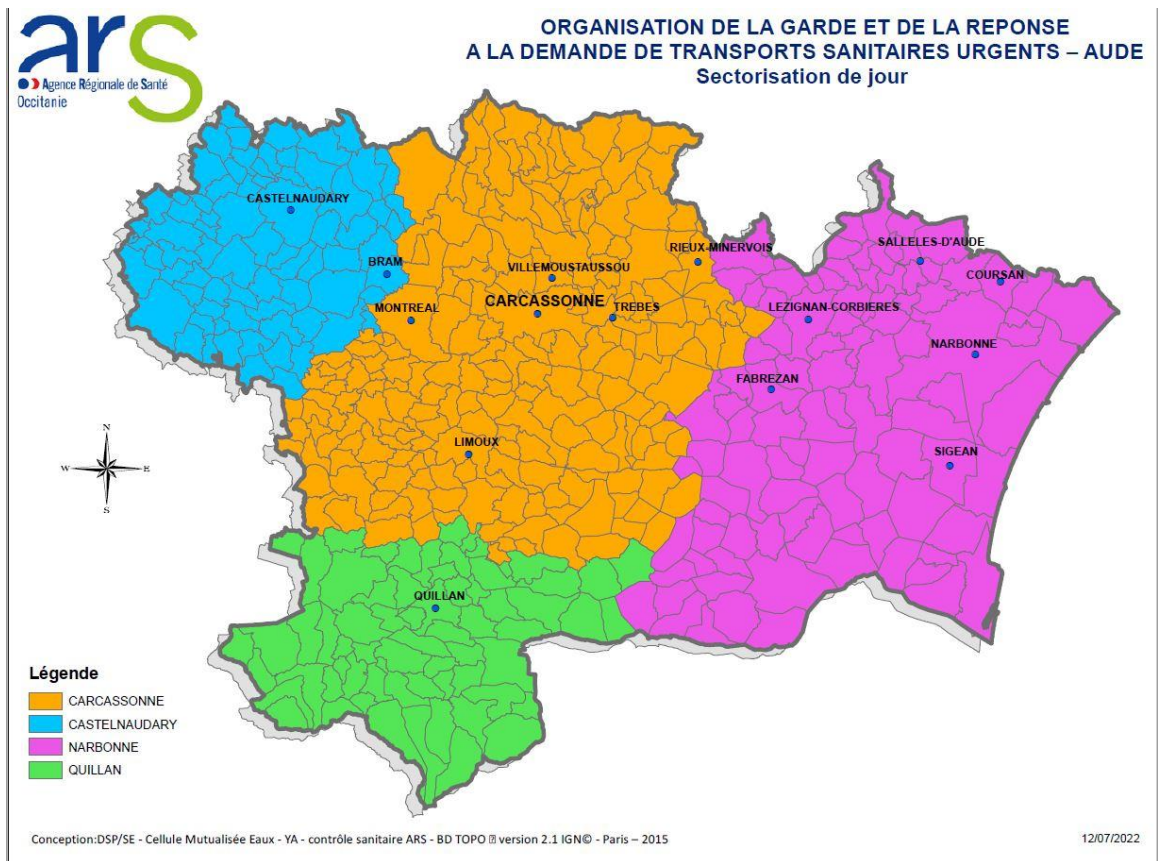 ars
Agence Régionale de Santé
Occitanie
ORGANISATION DE LA GARDE ET DE LA REPONSE
A LA DEMANDE DE TRANSPORTS SANITAIRES URGENTS – AUDE
Sectorisation de jour
CASTELNAUDARY
BRAM
MONTREAL
VILLEMOUSTAUSSOU
CARCASSONNE
TREBES
RIEUX-MINERVOIS
SALLELES-D'AUDE
COURSAN
LEZIGNAN-CORBIERES
NARBONNE
FABREZAN
LIMOUX
SIGEAN
QUILLAN
N
W
E
S
Légende
CARCASSONNE
CASTELNAUDARY
NARBONNE
QUILLAN
Conception:DSP/SE - Cellule Mutualisée Eaux - YA - contrôle sanitaire ARS - BD TOPO version 2.1 IGN© - Paris – 2015
12/07/2022